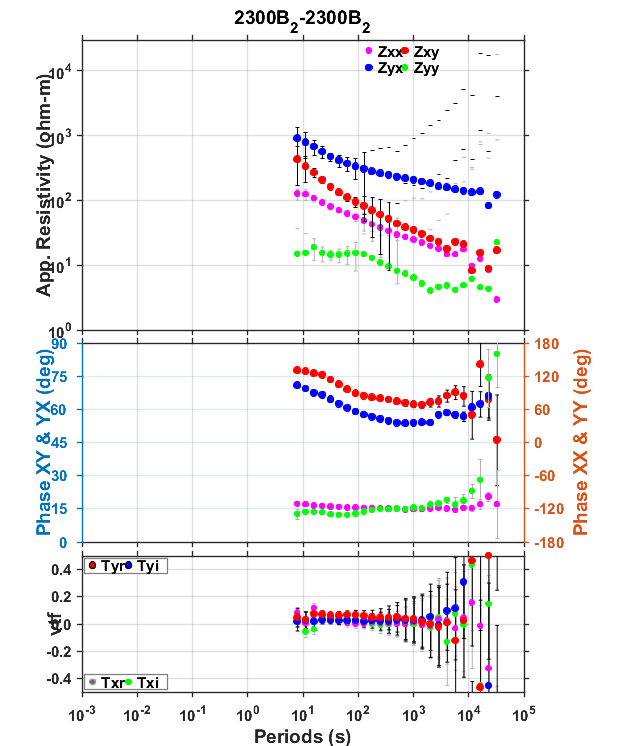 2300B_2-2300B_2
Zxx Zxy
Zyx Zyy
App. Resistivity (ohm-m)
10^4
10^3
10^2
10^1
10^0
Phase XY & YX (deg)
90
75
60
45
30
15
0
180
120
60
0
-60
-120
-180
Phase XX & YY (deg)
Tyr Tyi
Txr Txi
0.4
0.2
0.0
-0.2
-0.4
10^-3 10^-2 10^-1 10^0 10^1 10^2 10^3 10^4 10^5
Periods (s)